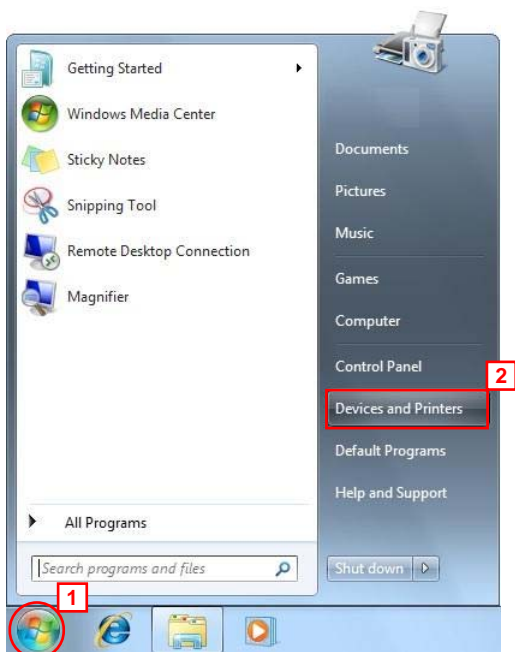 Getting Started
Windows Media Center
Sticky Notes
Snipping Tool
Remote Desktop Connection
Magnifier
All Programs
Search programs and files
Documents
Pictures
Music
Games
Computer
Control Panel
2
Devices and Printers
Default Programs
Help and Support
Shut down
1